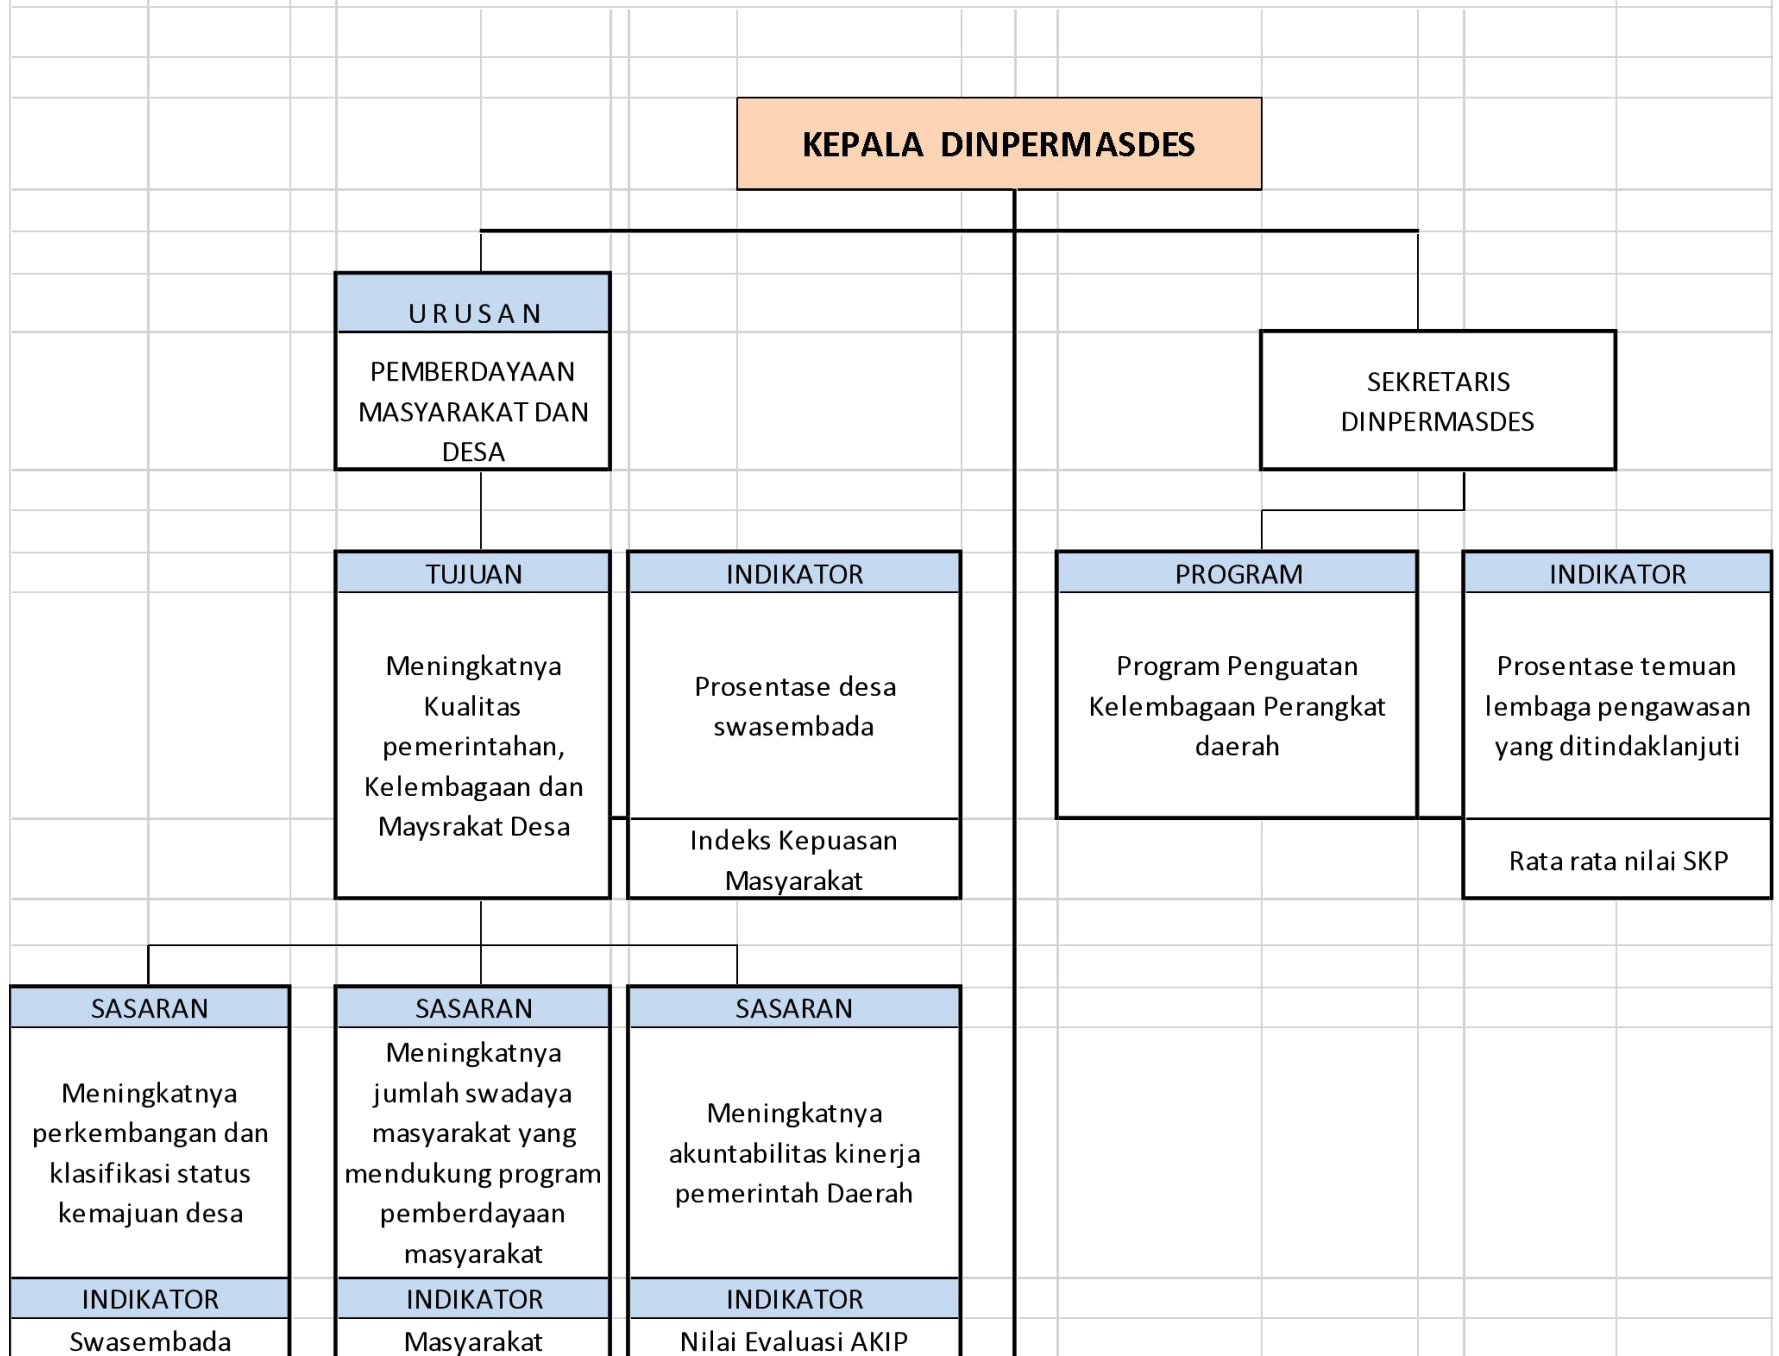 KEPALA DINPERMASDES
URUSAN
PEMBERDAYAAN
MASYARAKAT DAN
DESA
SEKRETARIS
DINPERMASDES
TUJUAN
Meningkatnya
Kualitas
pemerintahan,
Kelembagaan dan
Maysrakat Desa
INDIKATOR
Prosentase desa
swasembada
Indeks Kepuasan
Masyarakat
PROGRAM
Program Penguatan
Kelembagaan Perangkat
daerah
INDIKATOR
Prosentase temuan
lembaga pengawasan
yang ditindaklanjuti
Rata rata nilai SKP
SASARAN
Meningkatnya
perkembangan dan
klasifikasi status
kemajuan desa
INDIKATOR
Swasembada
SASARAN
Meningkatnya
jumlah swadaya
masyarakat yang
mendukung program
pemberdayaan
masyarakat
INDIKATOR
Masyarakat
SASARAN
Meningkatnya
akuntabilitas kinerja
pemerintah Daerah
INDIKATOR
Nilai Evaluasi AKIP